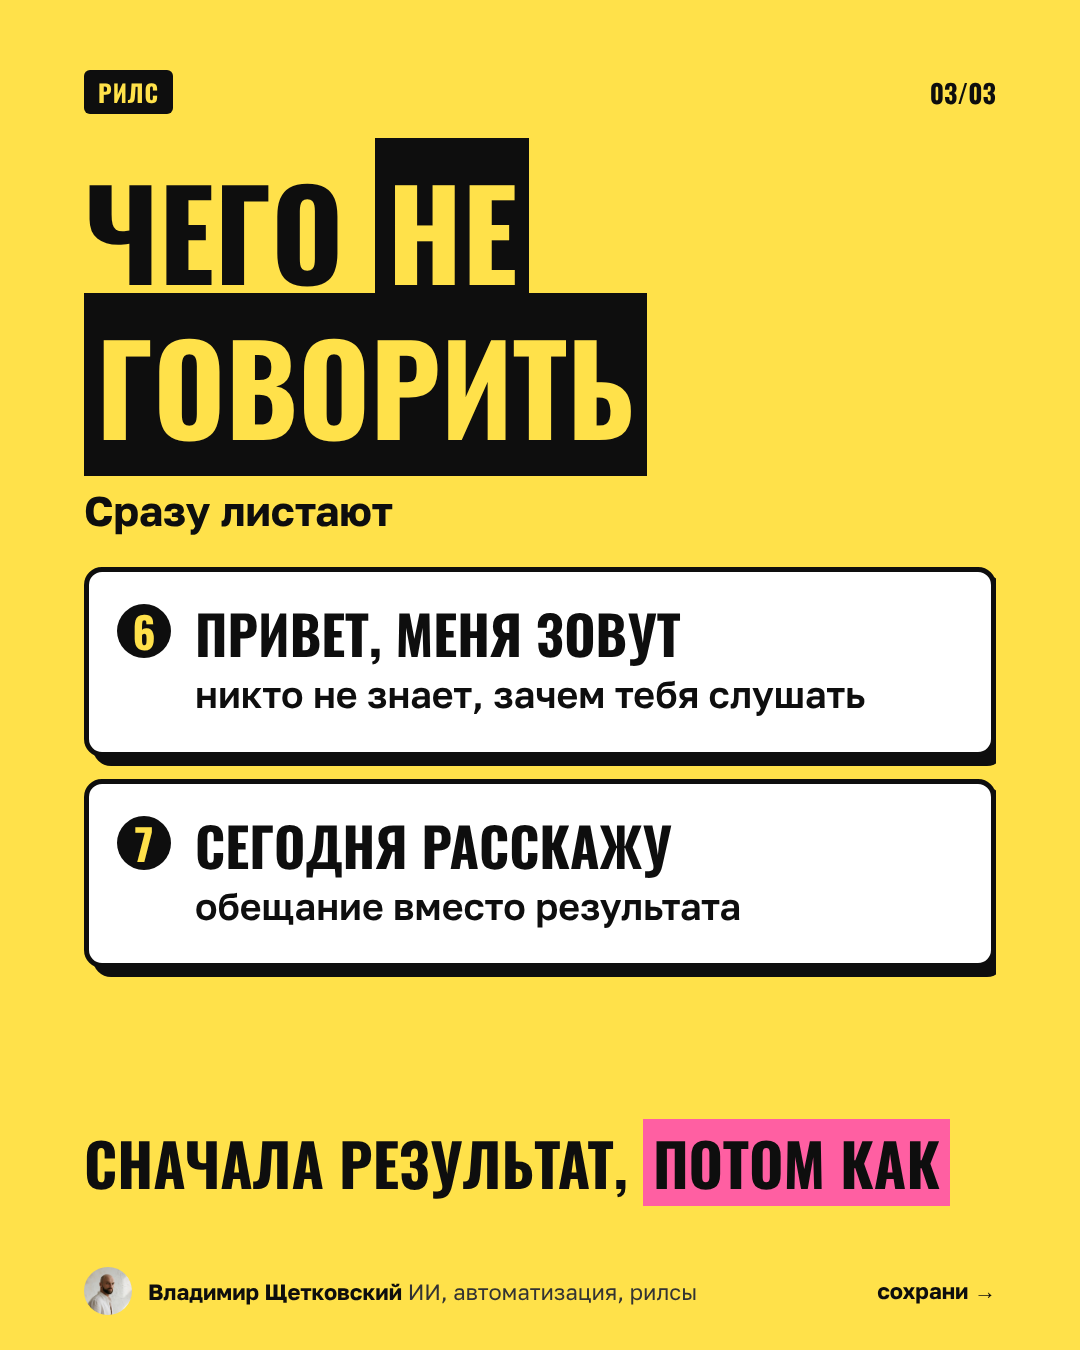 РИЛС
03/03
ЧЕГО НЕ
ГОВОРИТЬ
Сразу листают
6 ПРИВЕТ, МЕНЯ ЗОВУТ
никто не знает, зачем тебя слушать
7 СЕГОДНЯ РАССКАЖУ
обещание вместо результата
СНАЧАЛА РЕЗУЛЬТАТ, ПОТОМ КАК
Владимир Щетковский ИИ, автоматизация, рилсы
сохрани →